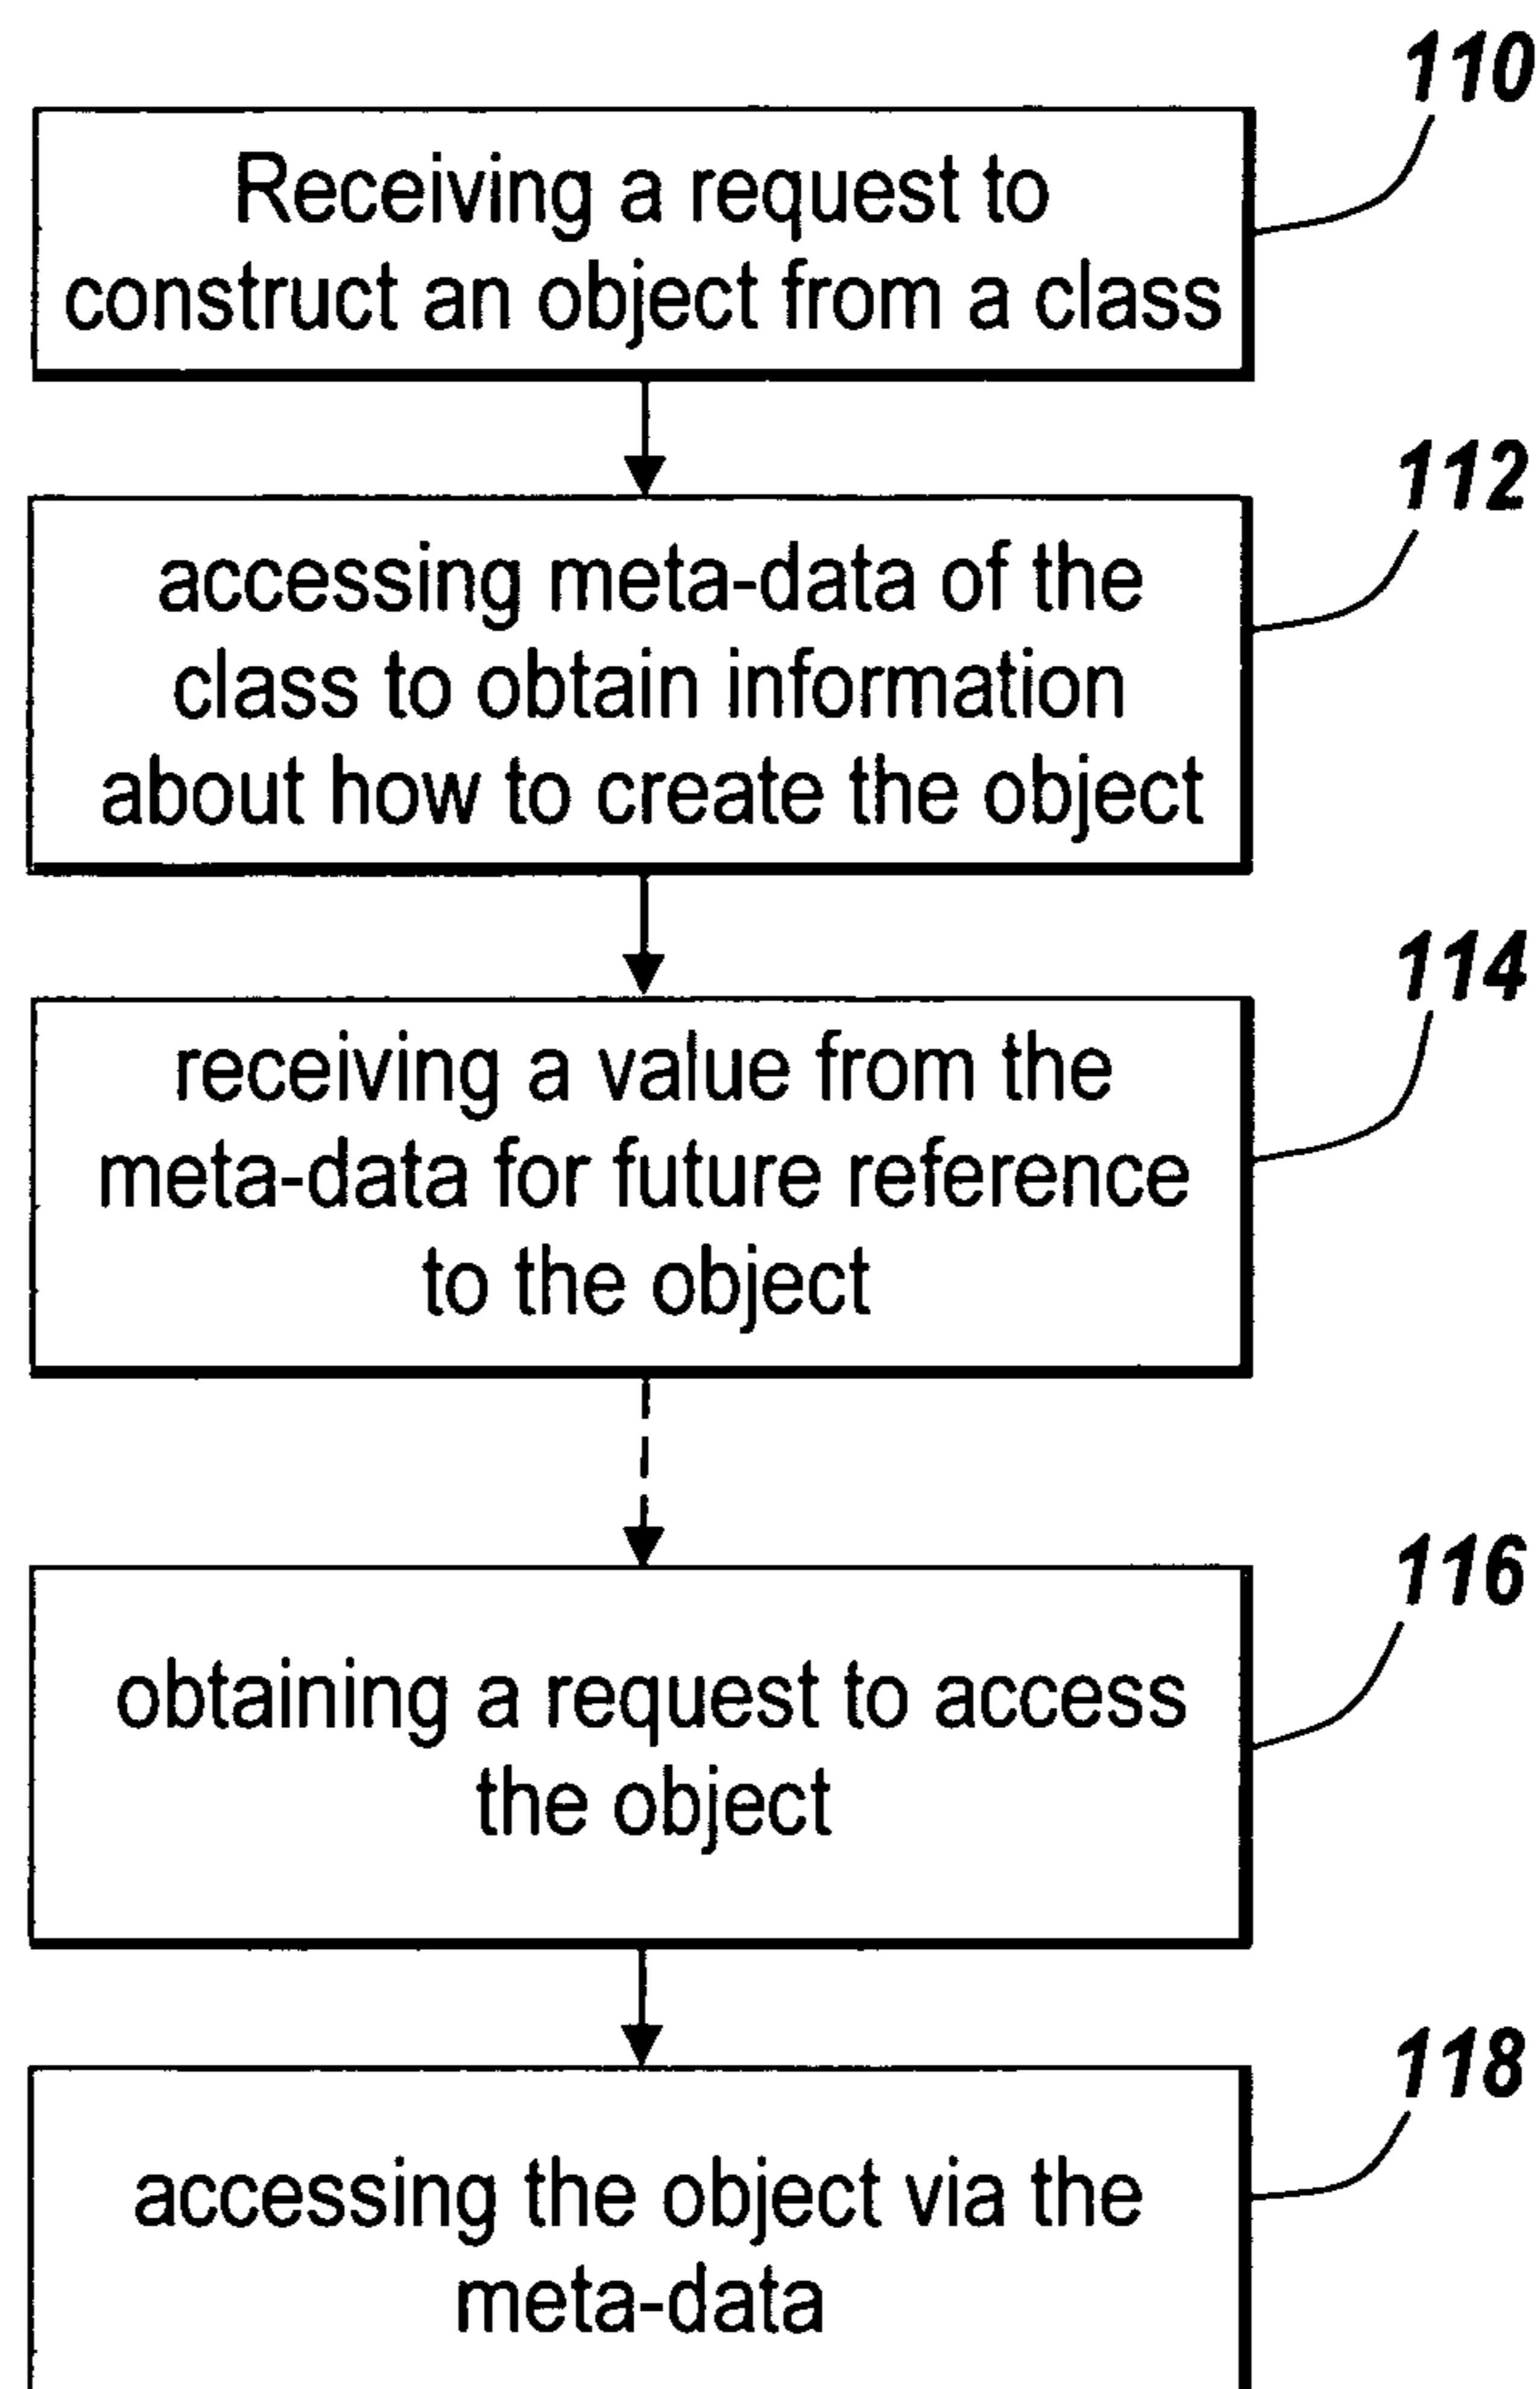 110
Receiving a request to
construct an object from a class
112
accessing meta-data of the
class to obtain information
about how to create the object
114
receiving a value from the
meta-data for future reference
to the object
116
obtaining a request to access
the object
118
accessing the object via the
meta-data